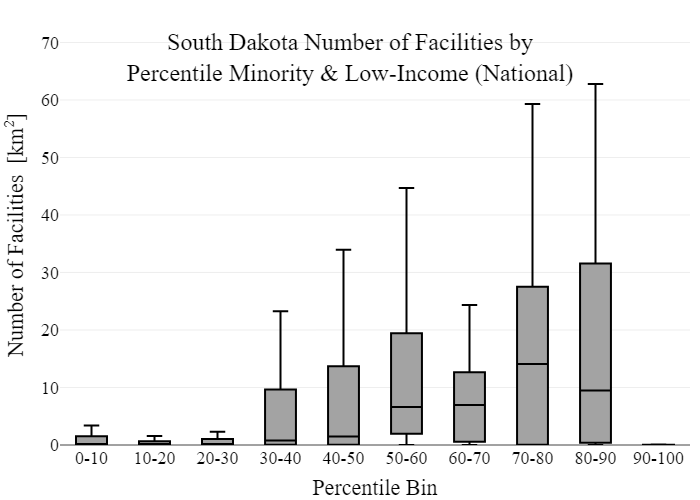 South Dakota Number of Facilities by
Percentile Minority & Low-Income (National)
Number of Facilities [km²]
70
60
50
40
30
20
10
0
0-10 10-20 20-30 30-40 40-50 50-60 60-70 70-80 80-90 90-100
Percentile Bin